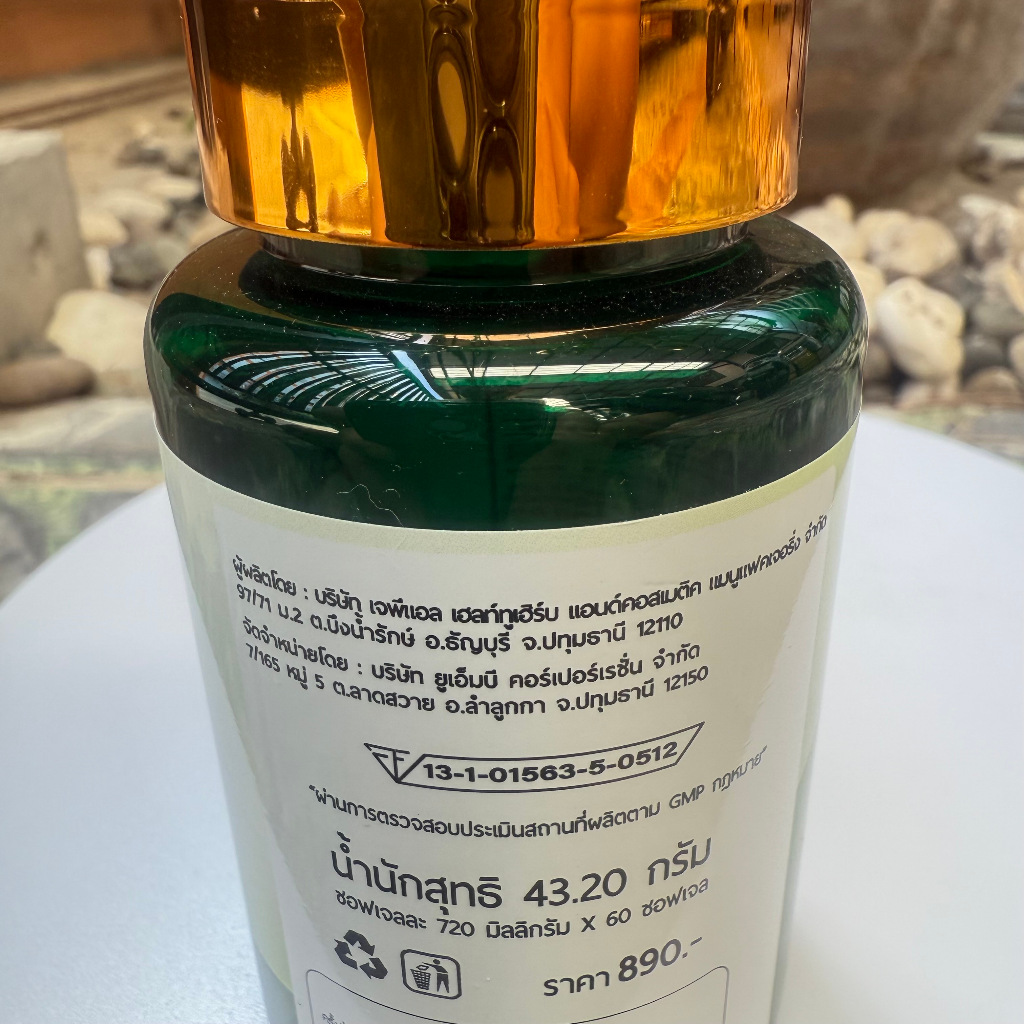 ผู้ผลิตโดย : บริษัท เจพีแอล เฮลท์ทูเฮิร์บ แอนด์คอสเมติค แมนูแฟคเจอริ่ง จำกัด
97/71 ม.2 ต.บึงน้ำรักษ์ อ.ธัญบุรี จ.ปทุมธานี 12110
จัดจำหน่ายโดย : บริษัท ยูเอ็มบี คอร์เปอร์เรชั่น จำกัด
7/165 หมู่ 5 ต.ลาดสวาย อ.ลำลูกกา จ.ปทุมธานี 12150
13-1-01563-5-0512
"ผ่านการตรวจสอบประเมินสถานที่ผลิตตาม GMP กฎหมาย"
น้ำหนักสุทธิ 43.20 กรัม
ซอฟเจลละ 720 มิลลิกรัม X 60 ซอฟเจล
ราคา 890.-